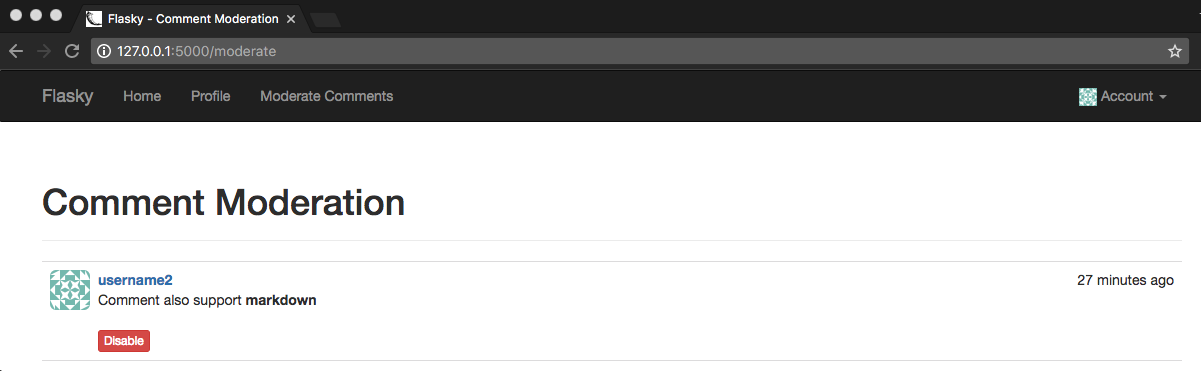 Flasky - Comment Moderation
127.0.0.1:5000/moderate
Flasky Home Profile Moderate Comments Account
Comment Moderation
username2 27 minutes ago
Comment also support markdown
Disable